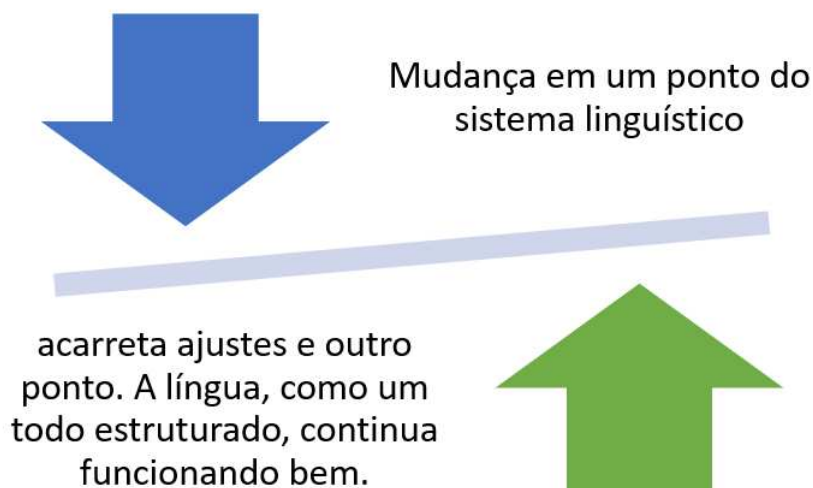 Mudança em um ponto do
sistema linguístico
acarreta ajustes e outro
ponto. A língua, como um
todo estruturado, continua
funcionando bem.